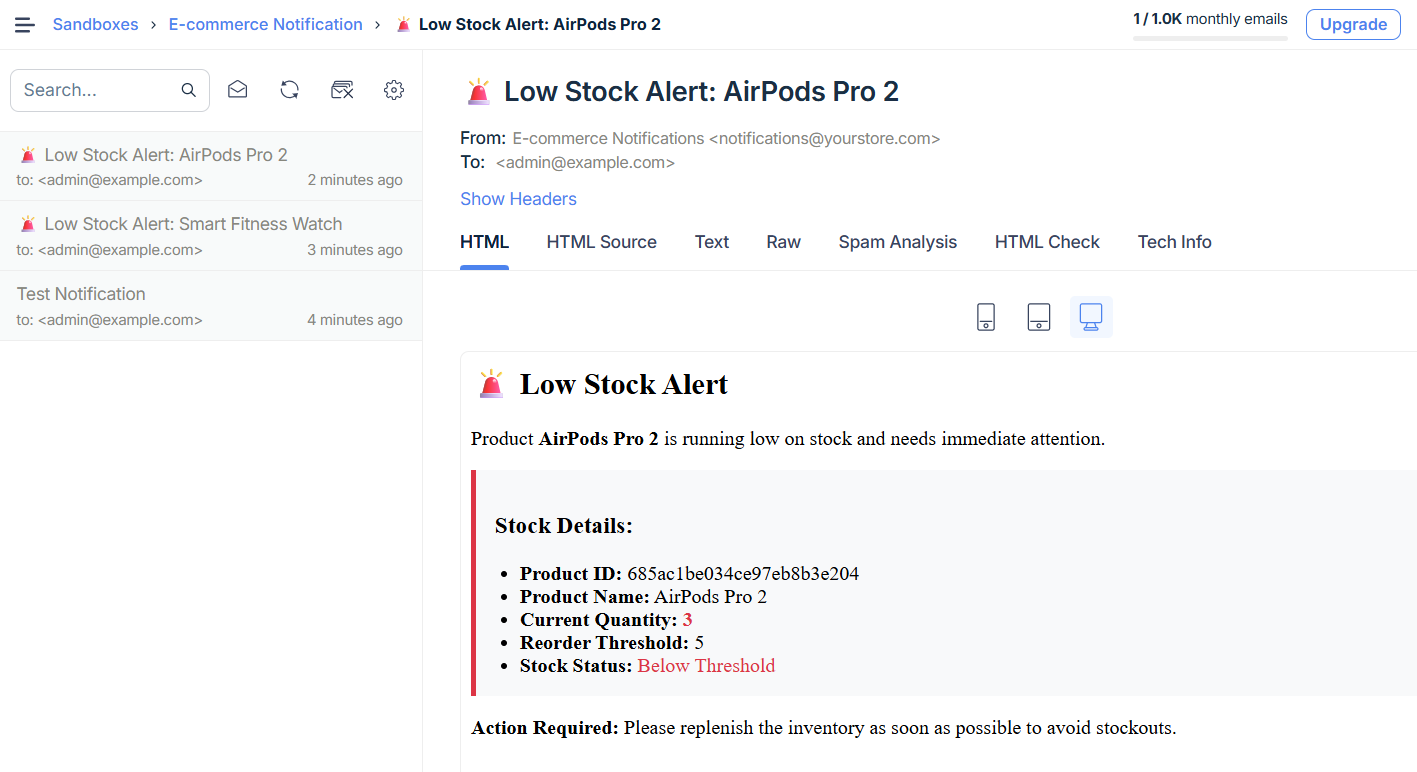 Sandboxes › E-commerce Notification › 🚨 Low Stock Alert: AirPods Pro 2
1 / 1.0K monthly emails
Upgrade
Search...
🚨 Low Stock Alert: AirPods Pro 2
to: <admin@example.com> 2 minutes ago
🚨 Low Stock Alert: Smart Fitness Watch
to: <admin@example.com> 3 minutes ago
Test Notification
to: <admin@example.com> 4 minutes ago
🚨 Low Stock Alert: AirPods Pro 2
From: E-commerce Notifications <notifications@yourstore.com>
To: <admin@example.com>
Show Headers
HTML HTML Source Text Raw Spam Analysis HTML Check Tech Info
🚨 Low Stock Alert
Product AirPods Pro 2 is running low on stock and needs immediate attention.
Stock Details:
• Product ID: 685ac1be034ce97eb8b3e204
• Product Name: AirPods Pro 2
• Current Quantity: 3
• Reorder Threshold: 5
• Stock Status: Below Threshold
Action Required: Please replenish the inventory as soon as possible to avoid stockouts.